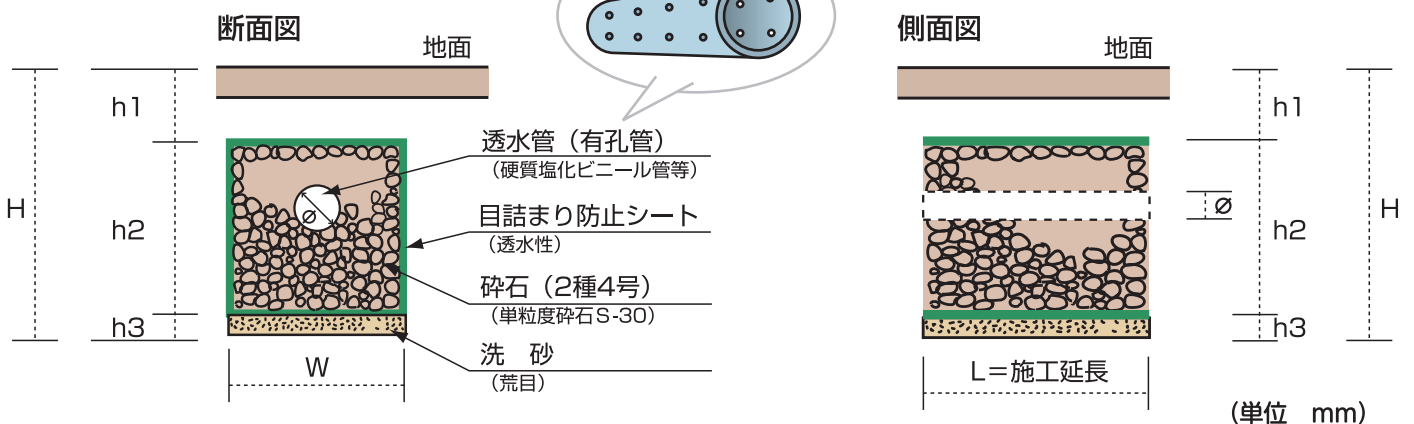 断面図
地面
H
h1
h2
h3
W
ø
透水管（有孔管）
（硬質塩化ビニール管等）
目詰まり防止シート
（透水性）
砕石（2種4号）
（単粒度砕石S-30）
洗　砂
（荒目）
側面図
地面
h1
ø
h2
h3
H
L＝施工延長
（単位　mm）